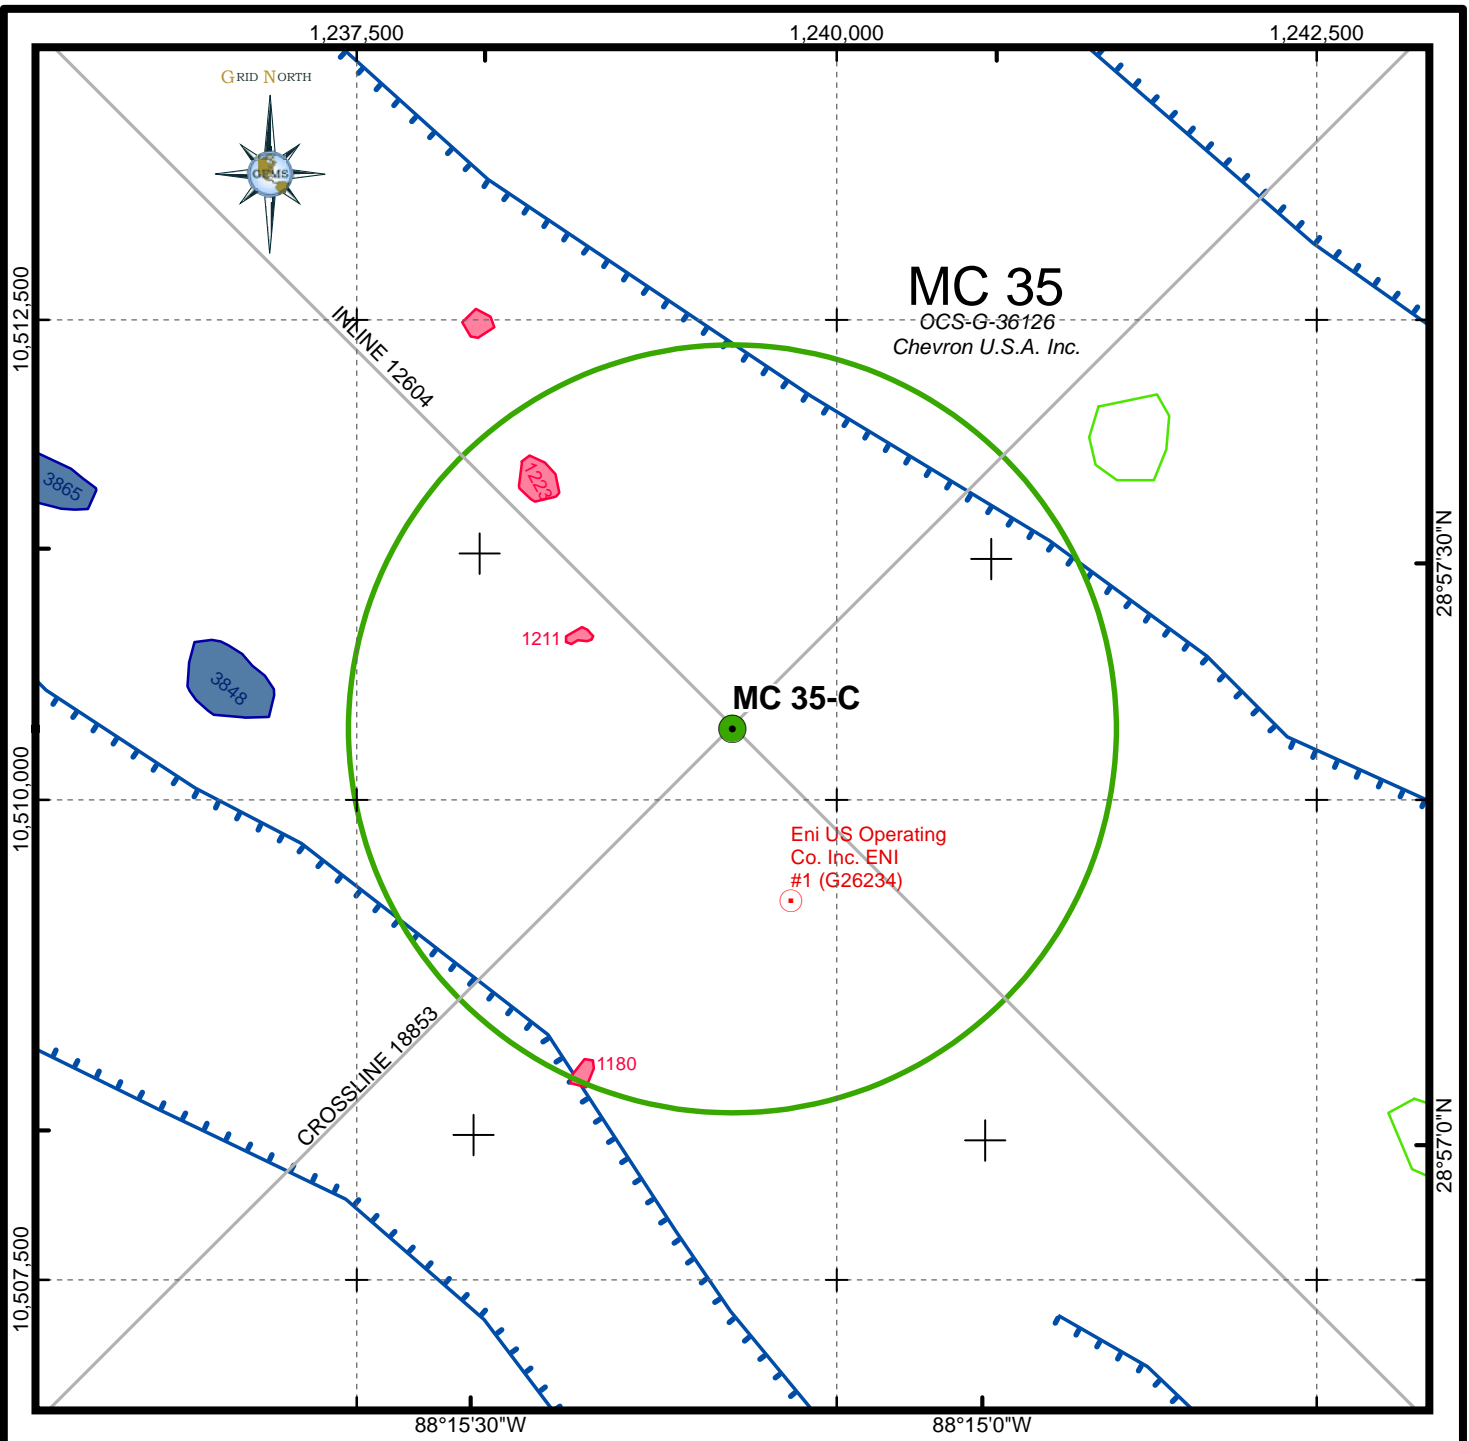 1,237,500
1,240,000
1,242,500
GRID NORTH
GEMS
10,512,500
MC 35
OCS-G-36126
Chevron U.S.A. Inc.
INLINE 12604
3865
1223
28°57'30"N
1211
3848
MC 35-C
10,510,000
Eni US Operating
Co. Inc. ENI
#1 (G26234)
CROSSLINE 18853
1180
28°57'0"N
10,507,500
88°15'30"W
88°15'0"W